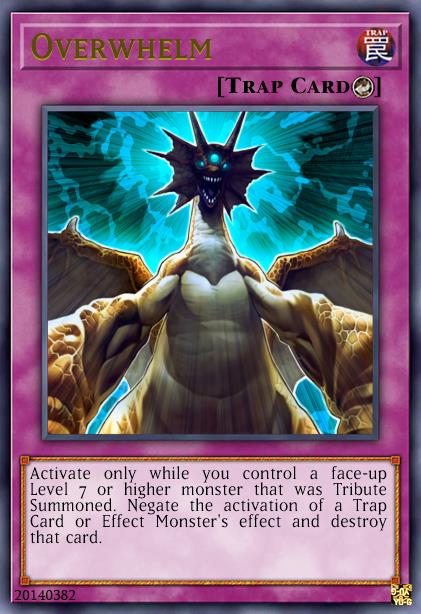 Overwhelm
TRAP
罠
[Trap Card]
Activate only while you control a face-up
Level 7 or higher monster that was Tribute
Summoned. Negate the activation of a Trap
Card or Effect Monster's effect and destroy
that card.
20140382